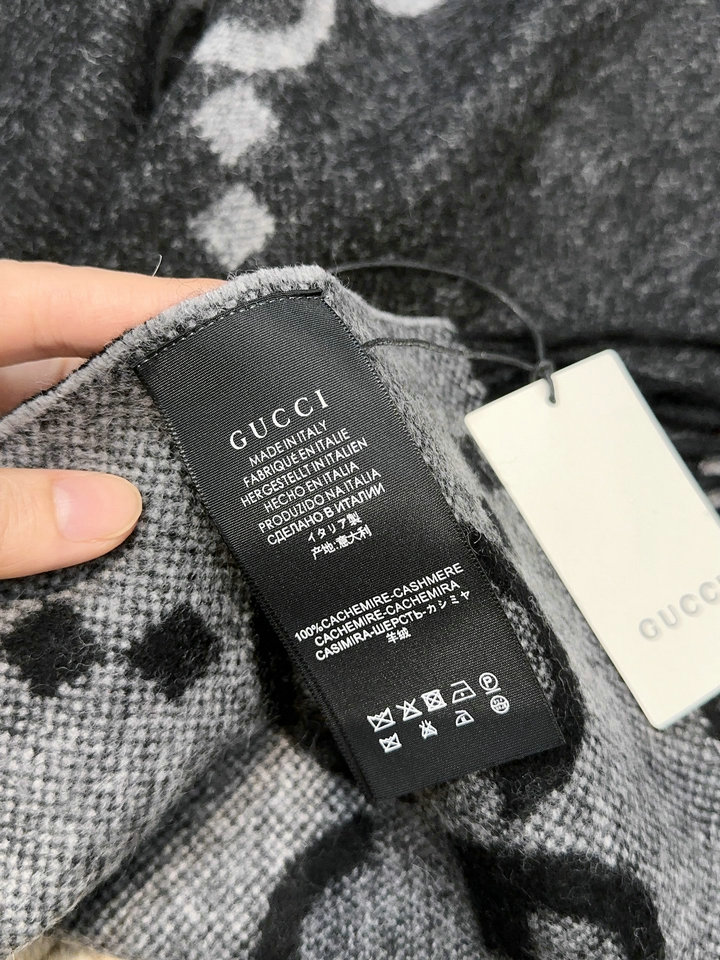 GUCCI
MADE IN ITALY
FABRIQUÉ EN ITALIE
HERGESTELLT IN ITALIEN
HECHO EN ITALIA
PRODUZIDO NA ITALIA
СДЕЛАНО В ИТАЛИИ
イタリア製
产地:意大利
100%CACHEMIRE-CASHMERE
CACHEMIRE-CACHEMIRA
CASIMIRA-ШЕРСТЬ-カシミヤ
羊绒
P
GUCCI